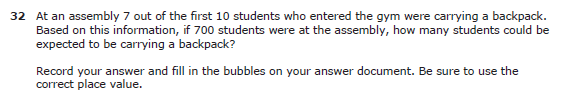 32 At an assembly 7 out of the first 10 students who entered the gym were carrying a backpack.
Based on this information, if 700 students were at the assembly, how many students could be
expected to be carrying a backpack?
Record your answer and fill in the bubbles on your answer document. Be sure to use the
correct place value.